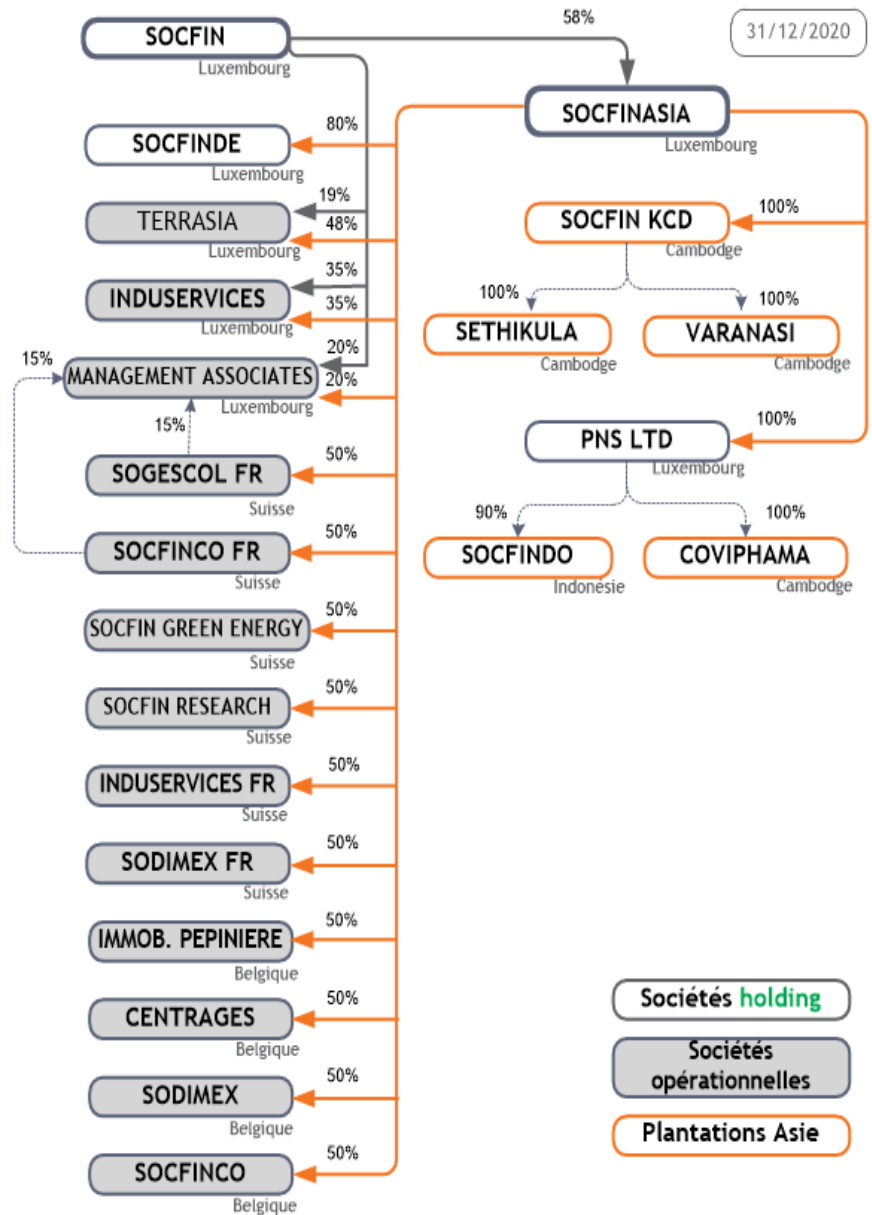 SOCFIN
Luxembourg
58%
31/12/2020
SOCFINASIA
Luxembourg
80%
SOCFINDE
Luxembourg
19%
TERRASIA
48%
Luxembourg
35%
INDUSERVICES
35%
Luxembourg
20%
15%
MANAGEMENT ASSOCIATES
20%
Luxembourg
15%
50%
SOGESCOL FR
Suisse
50%
SOCFINCO FR
Suisse
50%
SOCFIN GREEN ENERGY
Suisse
50%
SOCFIN RESEARCH
Suisse
50%
INDUSERVICES FR
Suisse
50%
SODIMEX FR
Suisse
50%
IMMOB. PEPINIERE
Belgique
50%
CENTRAGES
Belgique
50%
SODIMEX
Belgique
50%
SOCFINCO
Belgique
100%
SOCFIN KCD
Cambodge
100%
SETHIKULA
Cambodge
100%
VARANASI
Cambodge
100%
PNS LTD
Luxembourg
90%
SOCFINDO
Indonésie
100%
COVIPHAMA
Cambodge
Sociétés holding
Sociétés
opérationnelles
Plantations Asie